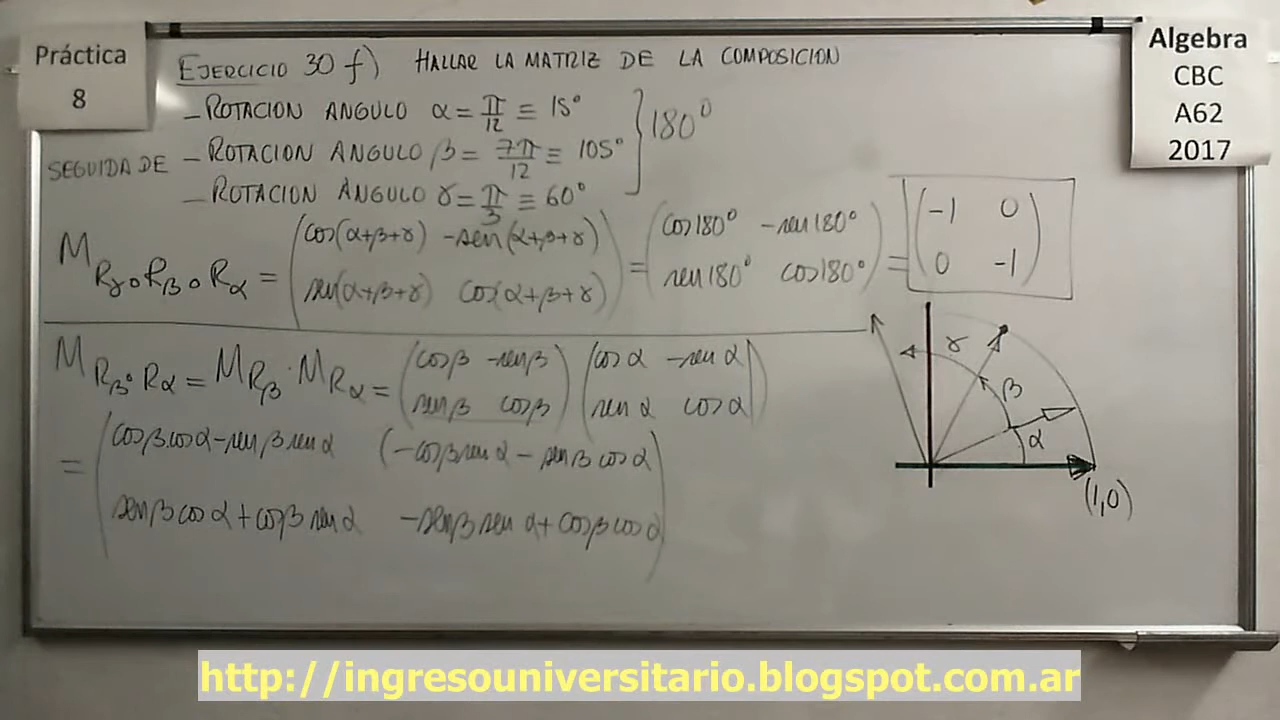 Práctica
8
EJERCICIO 30 f) HALLAR LA MATRIZ DE LA COMPOSICION
Algebra
CBC
A62
2017
- ROTACION ANGULO α = π/12 ≡ 15°
SEGUIDA DE - ROTACION ANGULO β = 7π/12 ≡ 105° } 180°
- ROTACION ÀNGULO γ = π/3 ≡ 60°
M Rγ∘Rβ∘Rα = ( cos(α+β+γ) -sen(α+β+γ) ) = ( cos180° -sen180° ) = ( -1 0 )
( sen(α+β+γ) cos(α+β+γ) ) ( sen180° cos180° ) ( 0 -1 )
M Rβ∘Rα = M Rβ · M Rα = ( cosβ -senβ ) ( cosα -senα )
( senβ cosβ ) ( senα cosα )
= ( cosβ cosα - senβ senα (-cosβ senα - senβ cosα )
( senβ cosα + cosβ senα -senβ senα + cosβ cosα )
γ
β
α
(1,0)
http://ingresouniversitario.blogspot.com.ar